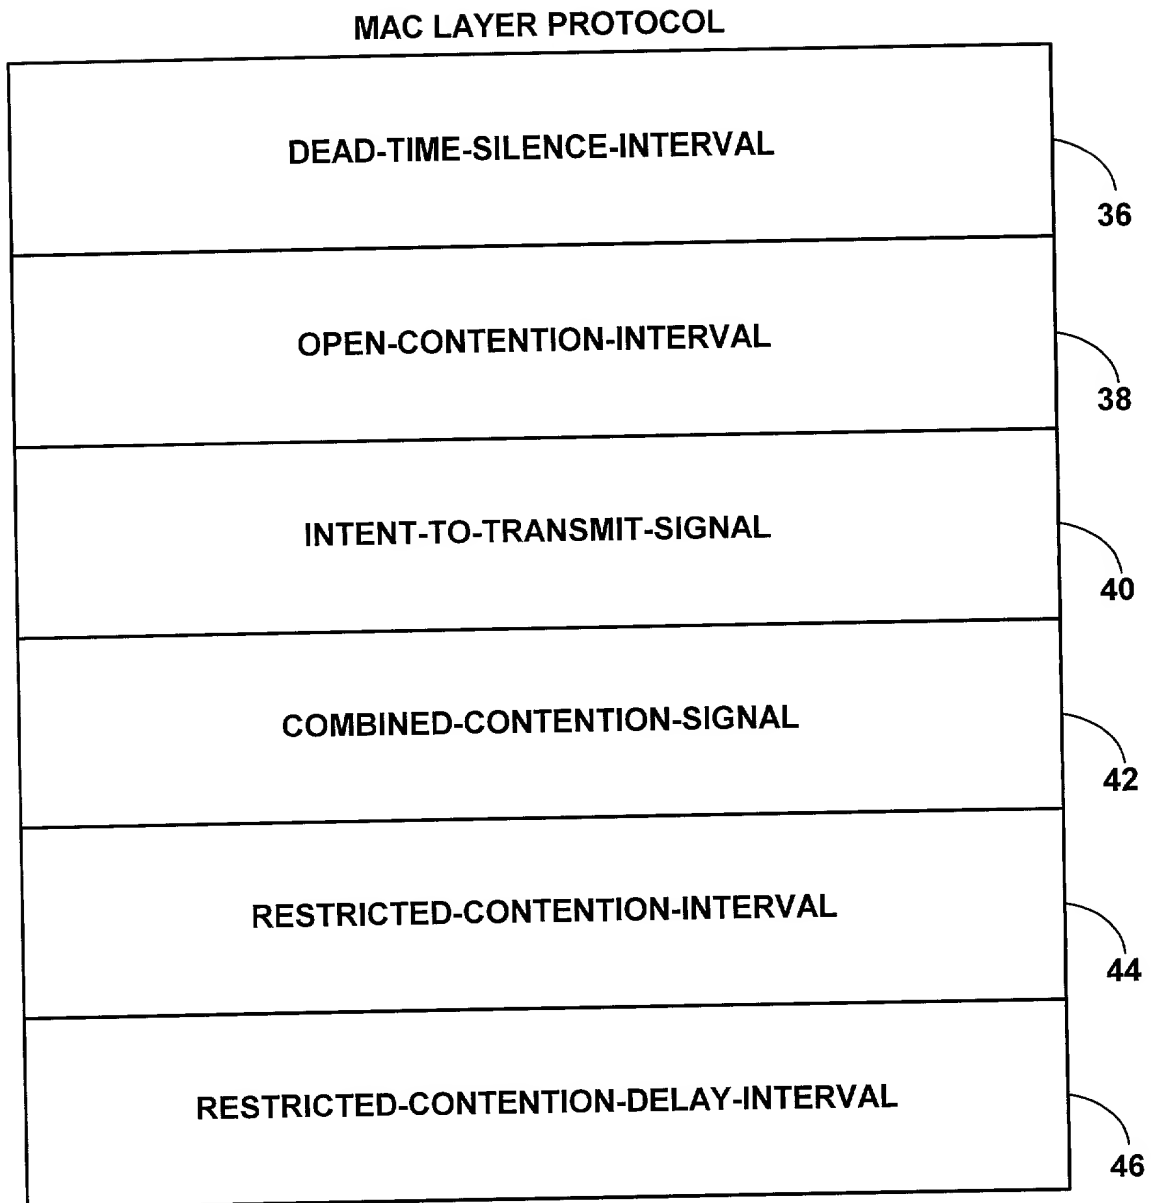 MAC LAYER PROTOCOL
DEAD-TIME-SILENCE-INTERVAL
36
OPEN-CONTENTION-INTERVAL
38
INTENT-TO-TRANSMIT-SIGNAL
40
COMBINED-CONTENTION-SIGNAL
42
RESTRICTED-CONTENTION-INTERVAL
44
RESTRICTED-CONTENTION-DELAY-INTERVAL
46